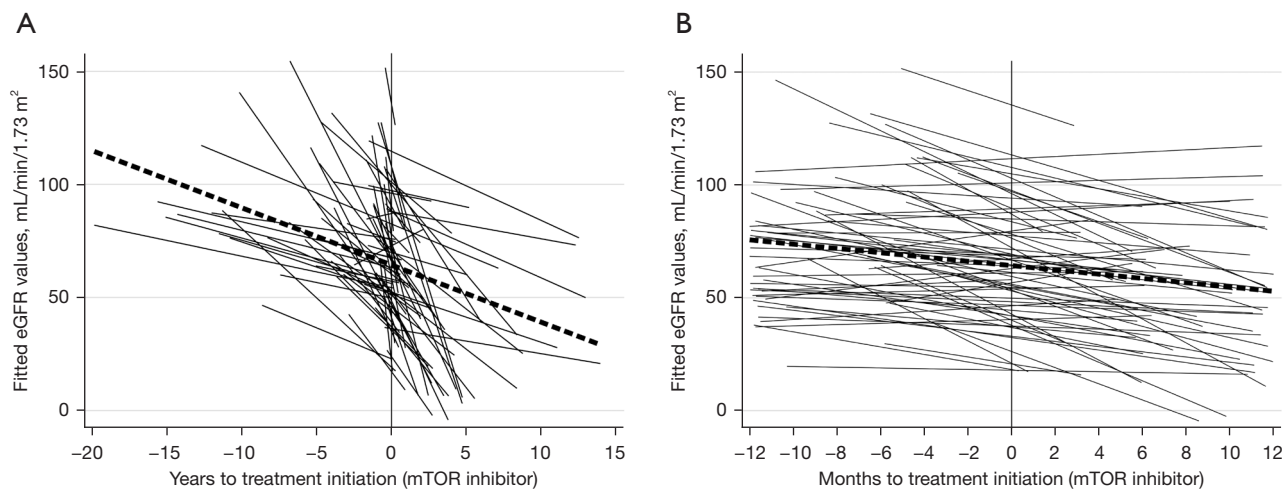 A
Fitted eGFR values, mL/min/1.73 m²
150
100
50
0
−20 −15 −10 −5 0 5 10 15
Years to treatment initiation (mTOR inhibitor)
B
Fitted eGFR values, mL/min/1.73 m²
150
100
50
0
−12 −10 −8 −6 −4 −2 0 2 4 6 8 10 12
Months to treatment initiation (mTOR inhibitor)